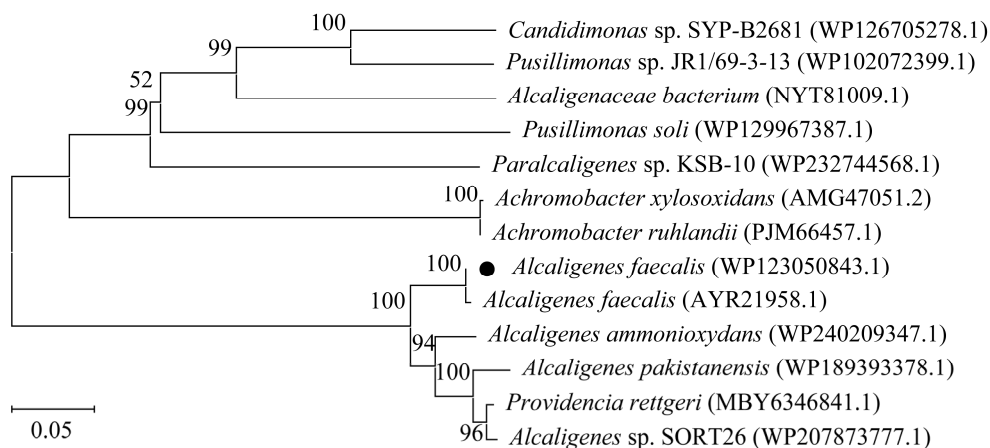 100
Candidimonas sp. SYP-B2681 (WP126705278.1)
99
Pusillimonas sp. JR1/69-3-13 (WP102072399.1)
52
Alcaligenaceae bacterium (NYT81009.1)
99
Pusillimonas soli (WP129967387.1)
Paralcaligenes sp. KSB-10 (WP232744568.1)
100
Achromobacter xylosoxidans (AMG47051.2)
Achromobacter ruhlandii (PJM66457.1)
100
Alcaligenes faecalis (WP123050843.1)
100
Alcaligenes faecalis (AYR21958.1)
94
Alcaligenes ammonioxydans (WP240209347.1)
100
Alcaligenes pakistanensis (WP189393378.1)
Providencia rettgeri (MBY6346841.1)
96
Alcaligenes sp. SORT26 (WP207873777.1)
0.05